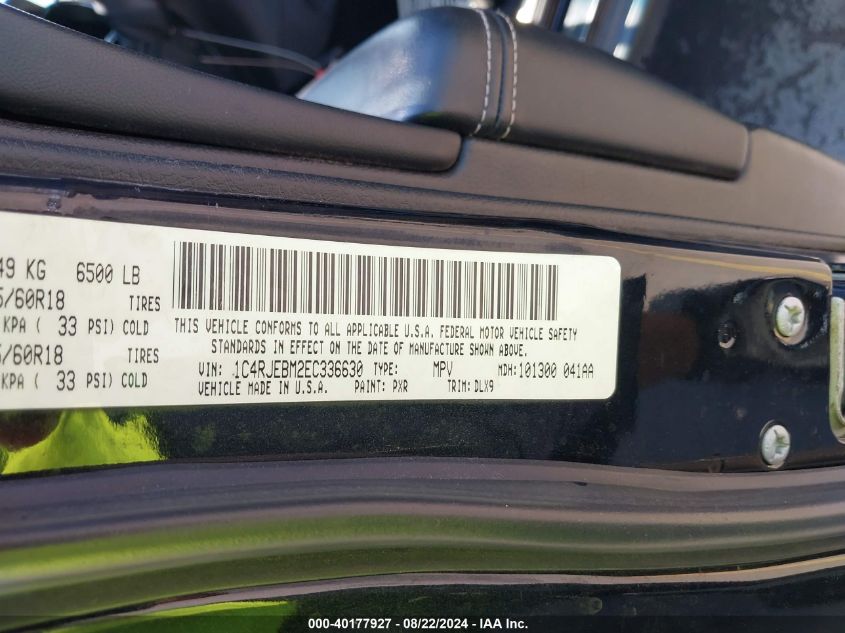 49 KG 6500 LB
5/60R18 TIRES
KPA ( 33 PSI) COLD
5/60R18 TIRES
KPA ( 33 PSI) COLD
THIS VEHICLE CONFORMS TO ALL APPLICABLE U.S.A. FEDERAL MOTOR VEHICLE SAFETY
STANDARDS IN EFFECT ON THE DATE OF MANUFACTURE SHOWN ABOVE.
VIN: 1C4RJEBM2EC336630 TYPE: MPV MDH: 101300 041AA
VEHICLE MADE IN U.S.A. PAINT: PXR TRIM: DLX9
000-40177927 - 08/22/2024 - IAA Inc.